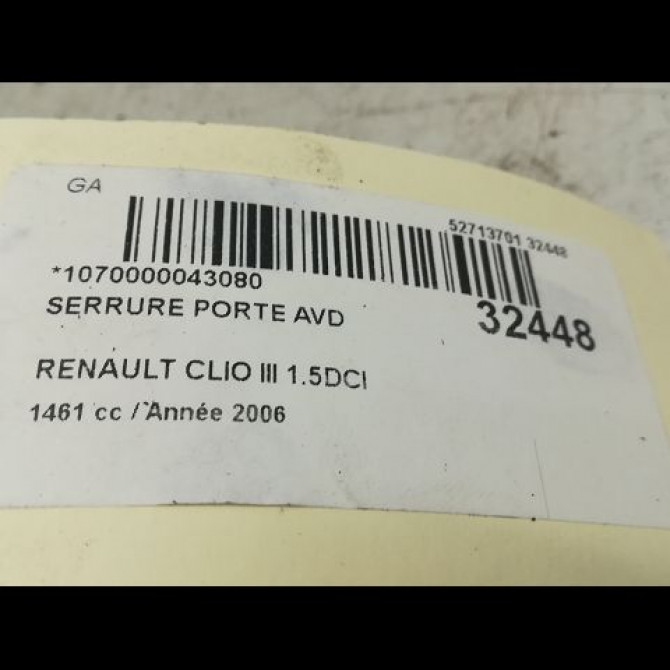 GA
52713701 32448
*1070000043080
32448
SERRURE PORTE AVD
RENAULT CLIO III 1.5DCI
1461 cc / Année 2006